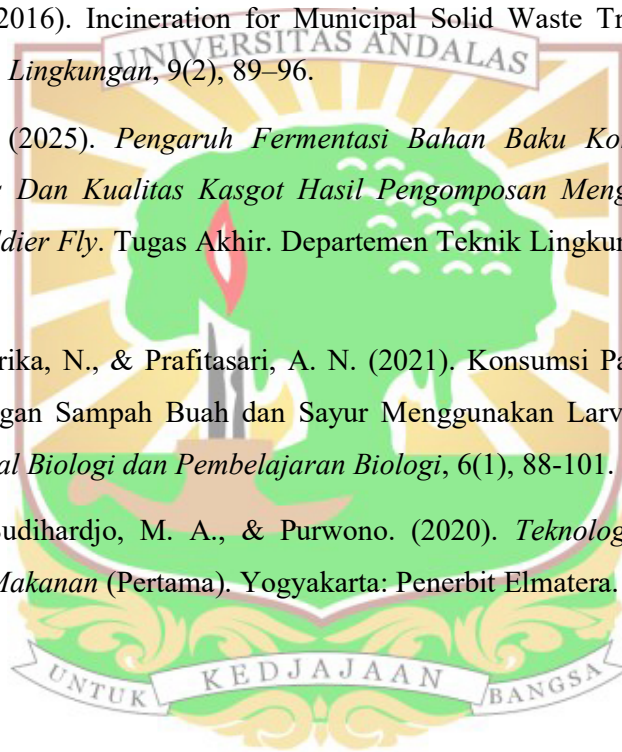 2016). Incineration for Municipal Solid Waste Tr
UNIVERSITAS ANDALAS
Lingkungan, 9(2), 89–96.
(2025). Pengaruh Fermentasi Bahan Baku Ko
Dan Kualitas Kasgot Hasil Pengomposan Meng
ldier Fly. Tugas Akhir. Departemen Teknik Lingkun
rika, N., & Prafitasari, A. N. (2021). Konsumsi Pa
gan Sampah Buah dan Sayur Menggunakan Larv
al Biologi dan Pembelajaran Biologi, 6(1), 88-101.
Sudihardjo, M. A., & Purwono. (2020). Teknolog
Makanan (Pertama). Yogyakarta: Penerbit Elmatera.
UNTUK KEDJAJAAN BANGSA